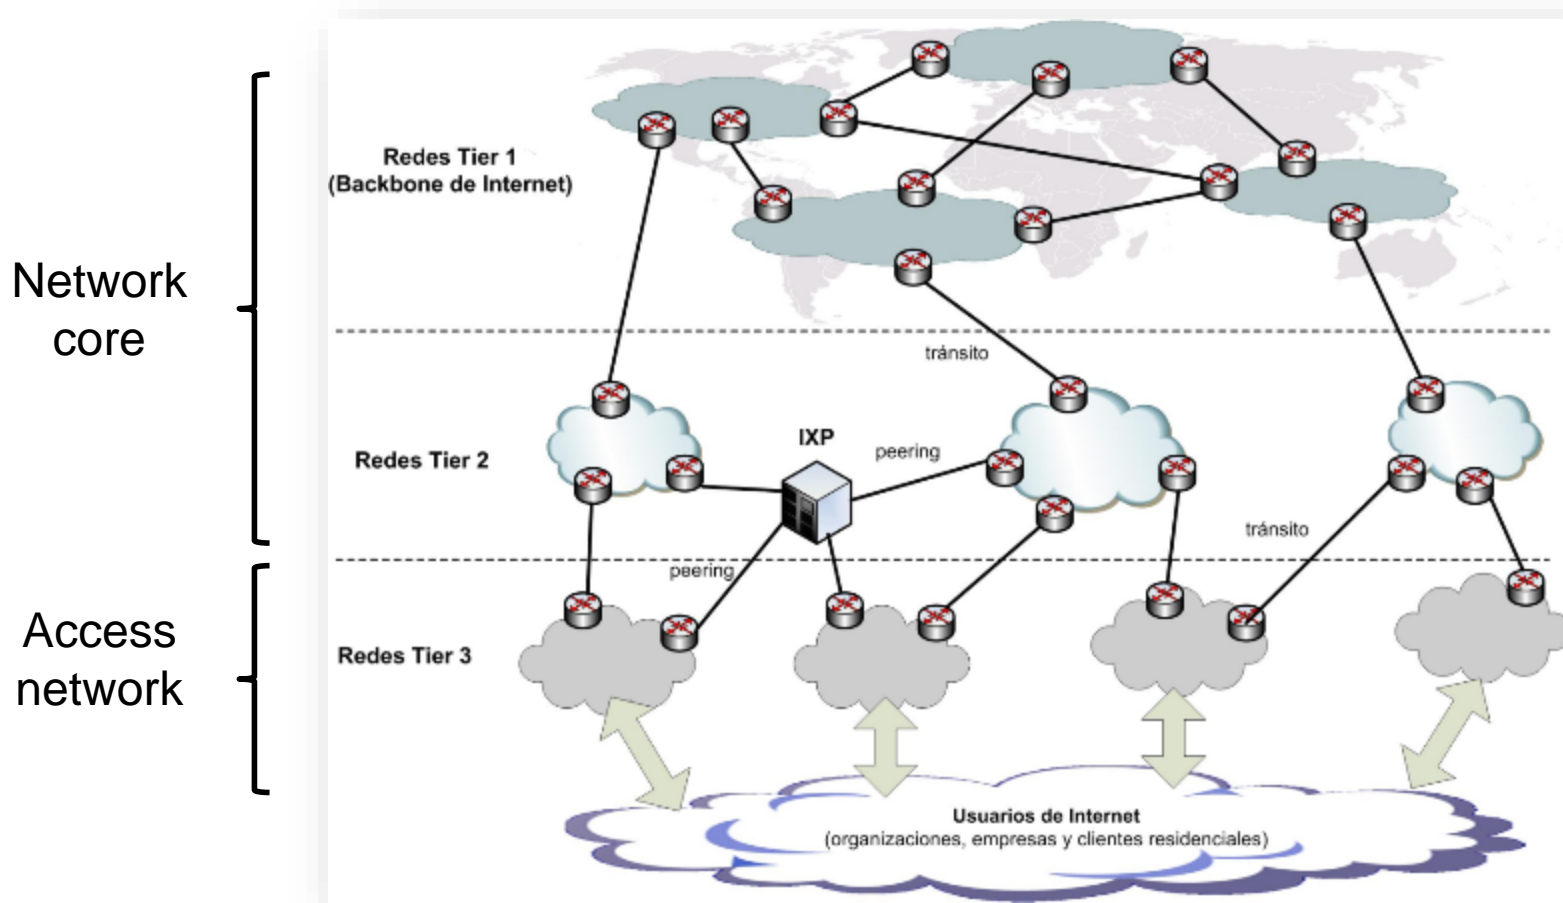 Network
core
Access
network
Redes Tier 1
(Backbone de Internet)
tránsito
Redes Tier 2
IXP
peering
tránsito
peering
Redes Tier 3
Usuarios de Internet
(organizaciones, empresas y clientes residenciales)